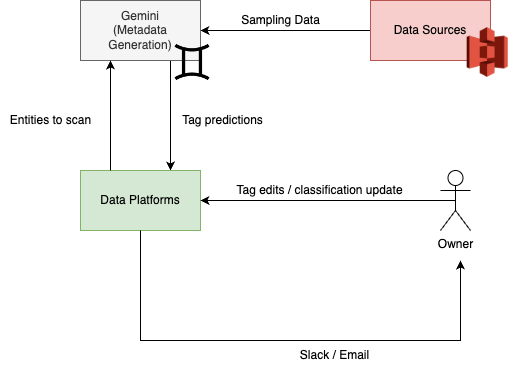 Gemini
(Metadata
Generation)
Sampling Data
Data Sources
Entities to scan
Tag predictions
Data Platforms
Tag edits / classification update
Owner
Slack / Email